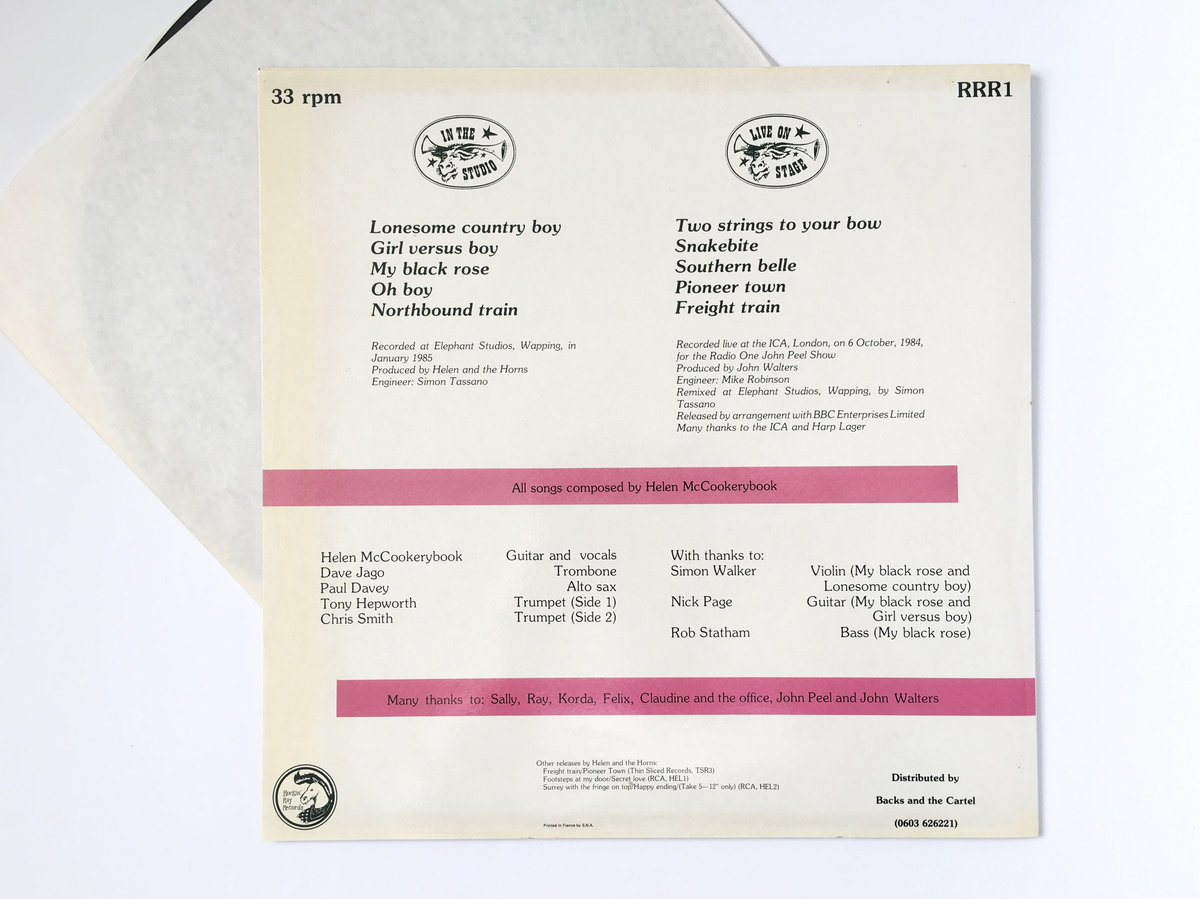 33 rpm
RRR1
IN THE
STUDIO
LIVE ON
STAGE
Lonesome country boy
Girl versus boy
My black rose
Oh boy
Northbound train
Recorded at Elephant Studios, Wapping, in
January 1985
Produced by Helen and the Horns
Engineer: Simon Tassano
Two strings to your bow
Snakebite
Southern belle
Pioneer town
Freight train
Recorded live at the ICA, London, on 6 October, 1984,
for the Radio One John Peel Show
Produced by John Walters
Engineer: Mike Robinson
Remixed at Elephant Studios, Wapping, by Simon
Tassano
Released by arrangement with BBC Enterprises Limited
Many thanks to the ICA and Harp Lager
All songs composed by Helen McCookerybook
Helen McCookerybook Guitar and vocals
Dave Jago Trombone
Paul Davey Alto sax
Tony Hepworth Trumpet (Side 1)
Chris Smith Trumpet (Side 2)
With thanks to:
Simon Walker Violin (My black rose and
Lonesome country boy)
Nick Page Guitar (My black rose and
Girl versus boy)
Rob Statham Bass (My black rose)
Many thanks to: Sally, Ray, Korda, Felix, Claudine and the office, John Peel and John Walters
Rockin'
Ray
Records
Other releases by Helen and the Horns:
Freight train/Pioneer Town (Thin Sliced Records, TSR3)
Footsteps at my door/Secret love (RCA, HEL1)
Surrey with the fringe on top/Happy ending/(Take 5—12" only) (RCA, HEL2)
Printed in France by S.N.A.
Distributed by
Backs and the Cartel
(0603 626221)